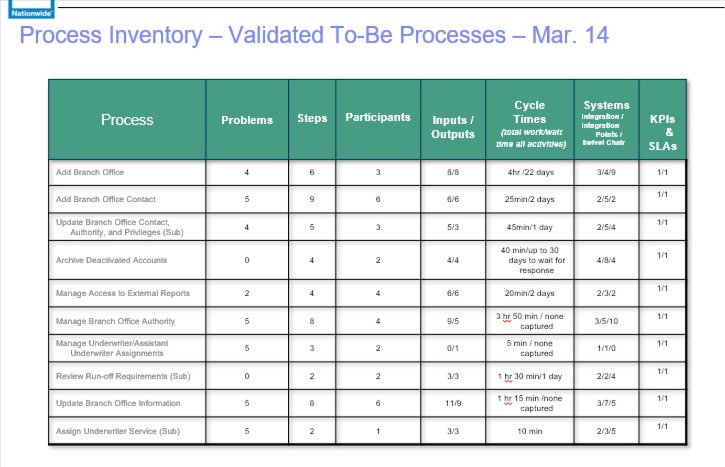 Nationwide®
Process Inventory – Validated To-Be Processes – Mar. 14
Process Problems Steps Participants Inputs / Outputs Cycle Times (total work/wait time all activities) Systems Integration / Integration Points / Swivel Chair KPIs & SLAs
Add Branch Office 4 6 3 8/8 4hr /22 days 3/4/9 1/1
Add Branch Office Contact 5 9 6 6/6 25min/2 days 2/5/2 1/1
Update Branch Office Contact, Authority, and Privileges (Sub) 4 5 3 5/3 45min/1 day 2/5/4 1/1
Archive Deactivated Accounts 0 4 2 4/4 40 min/up to 30 days to wait for response 4/8/4 1/1
Manage Access to External Reports 2 4 4 6/6 20min/2 days 2/3/2 1/1
Manage Branch Office Authority 5 8 4 9/5 3 hr 50 min / none captured 3/5/10 1/1
Manage Underwriter/Assistant Underwriter Assignments 5 3 2 0/1 5 min / none captured 1/1/0 1/1
Review Run-off Requirements (Sub) 0 2 2 3/3 1 hr 30 min/1 day 2/2/4 1/1
Update Branch Office Information 5 8 6 11/9 1 hr 15 min /none captured 3/7/5 1/1
Assign Underwriter Service (Sub) 5 2 1 3/3 10 min 2/3/5 1/1